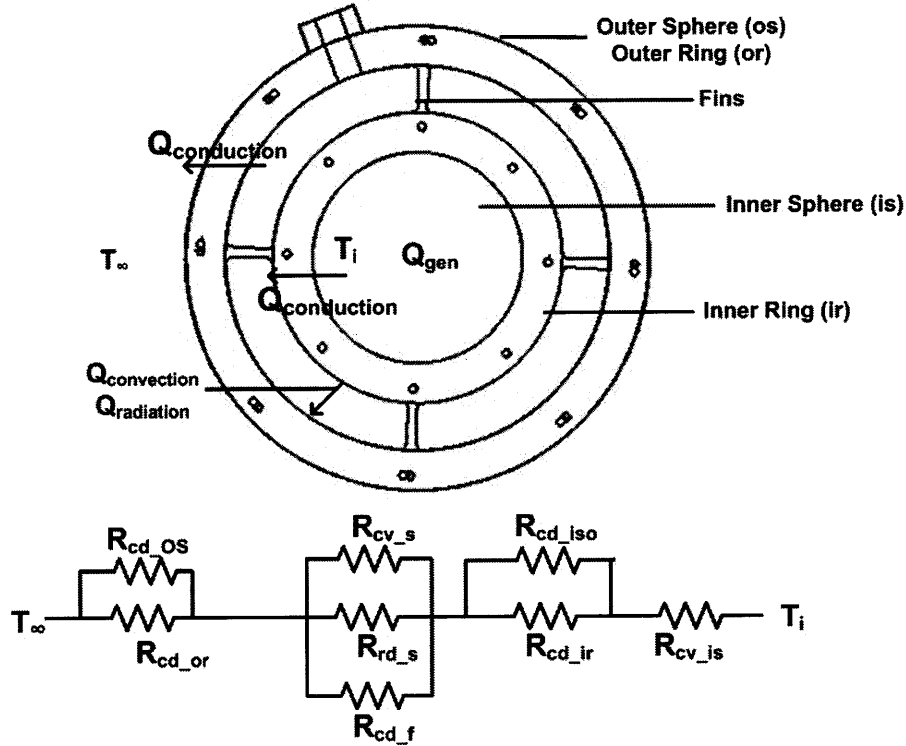 Outer Sphere (os)
Outer Ring (or)
Fins
Qconduction
Inner Sphere (is)
T∞
Ti
Qgen
Qconduction
Inner Ring (ir)
Qconvection
Qradiation
Rcd_OS
Rcv_s
Rcd_iso
T∞
Rcd_or
Rrd_s
Rcd_ir
Rcv_is
Ti
Rcd_f